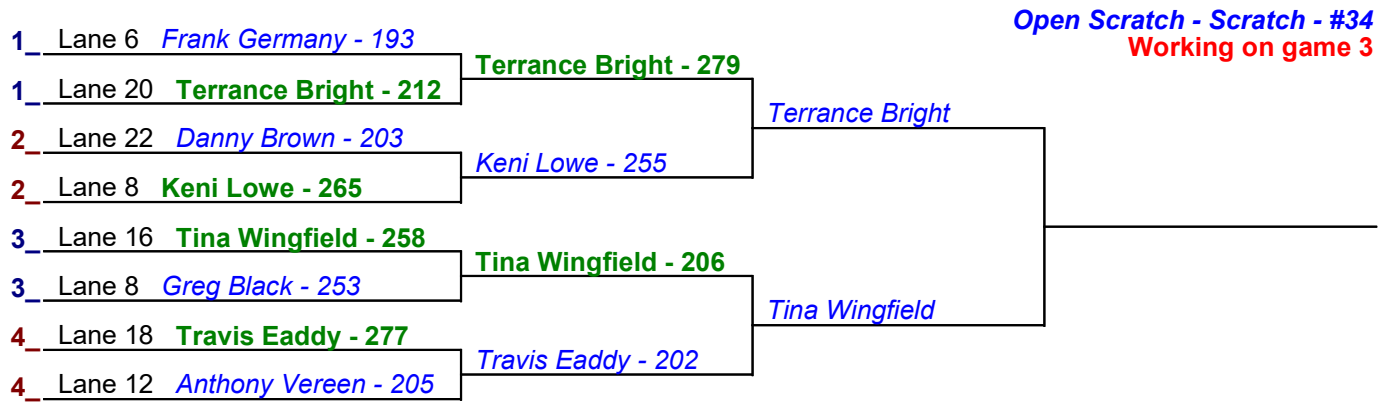 Open Scratch - Scratch - #34
Working on game 3
1_ Lane 6 Frank Germany - 193
Terrance Bright - 279
1_ Lane 20 Terrance Bright - 212
Terrance Bright
2_ Lane 22 Danny Brown - 203
Keni Lowe - 255
2_ Lane 8 Keni Lowe - 265
3_ Lane 16 Tina Wingfield - 258
Tina Wingfield - 206
3_ Lane 8 Greg Black - 253
Tina Wingfield
4_ Lane 18 Travis Eaddy - 277
Travis Eaddy - 202
4_ Lane 12 Anthony Vereen - 205